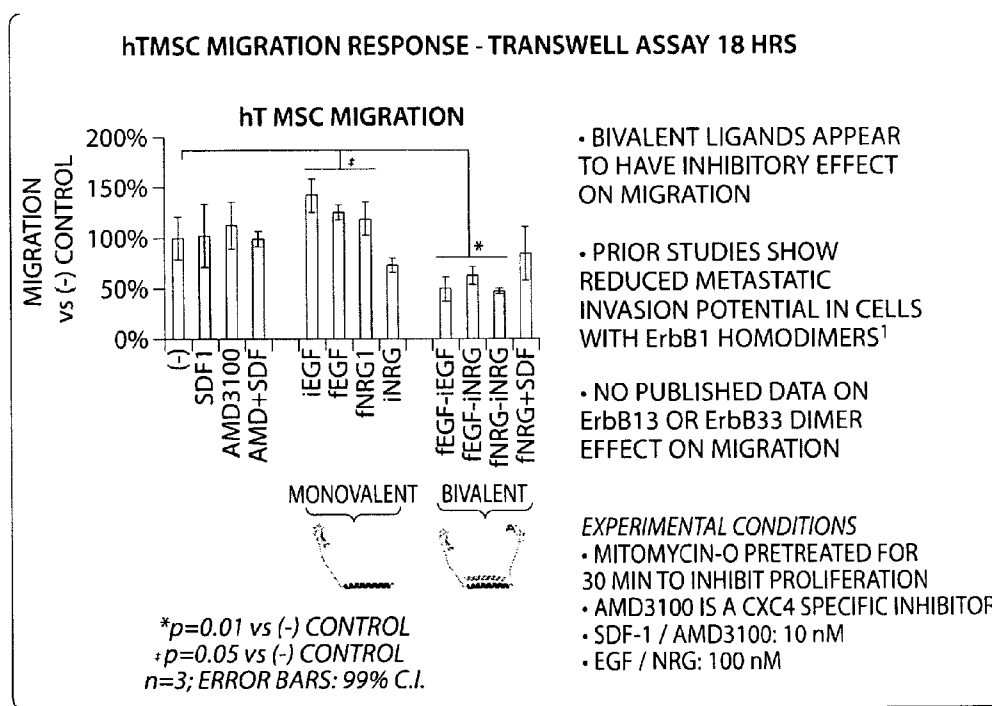 hTMSC MIGRATION RESPONSE - TRANSWELL ASSAY 18 HRS
hT MSC MIGRATION
MIGRATION
vs (-) CONTROL
200%
150%
100%
50%
0%
‡
*
(-)
SDF1
AMD3100
AMD+SDF
iEGF
fEGF
fNRG1
iNRG
fEGF-iEGF
fEGF-iNRG
fNRG-iNRG
fNRG+SDF
MONOVALENT
BIVALENT
*p=0.01 vs (-) CONTROL
‡p=0.05 vs (-) CONTROL
n=3; ERROR BARS: 99% C.I.
• BIVALENT LIGANDS APPEAR
TO HAVE INHIBITORY EFFECT
ON MIGRATION
• PRIOR STUDIES SHOW
REDUCED METASTATIC
INVASION POTENTIAL IN CELLS
WITH ErbB1 HOMODIMERS¹
• NO PUBLISHED DATA ON
ErbB13 OR ErbB33 DIMER
EFFECT ON MIGRATION
EXPERIMENTAL CONDITIONS
• MITOMYCIN-O PRETREATED FOR
30 MIN TO INHIBIT PROLIFERATION
• AMD3100 IS A CXC4 SPECIFIC INHIBITOR
• SDF-1 / AMD3100: 10 nM
• EGF / NRG: 100 nM